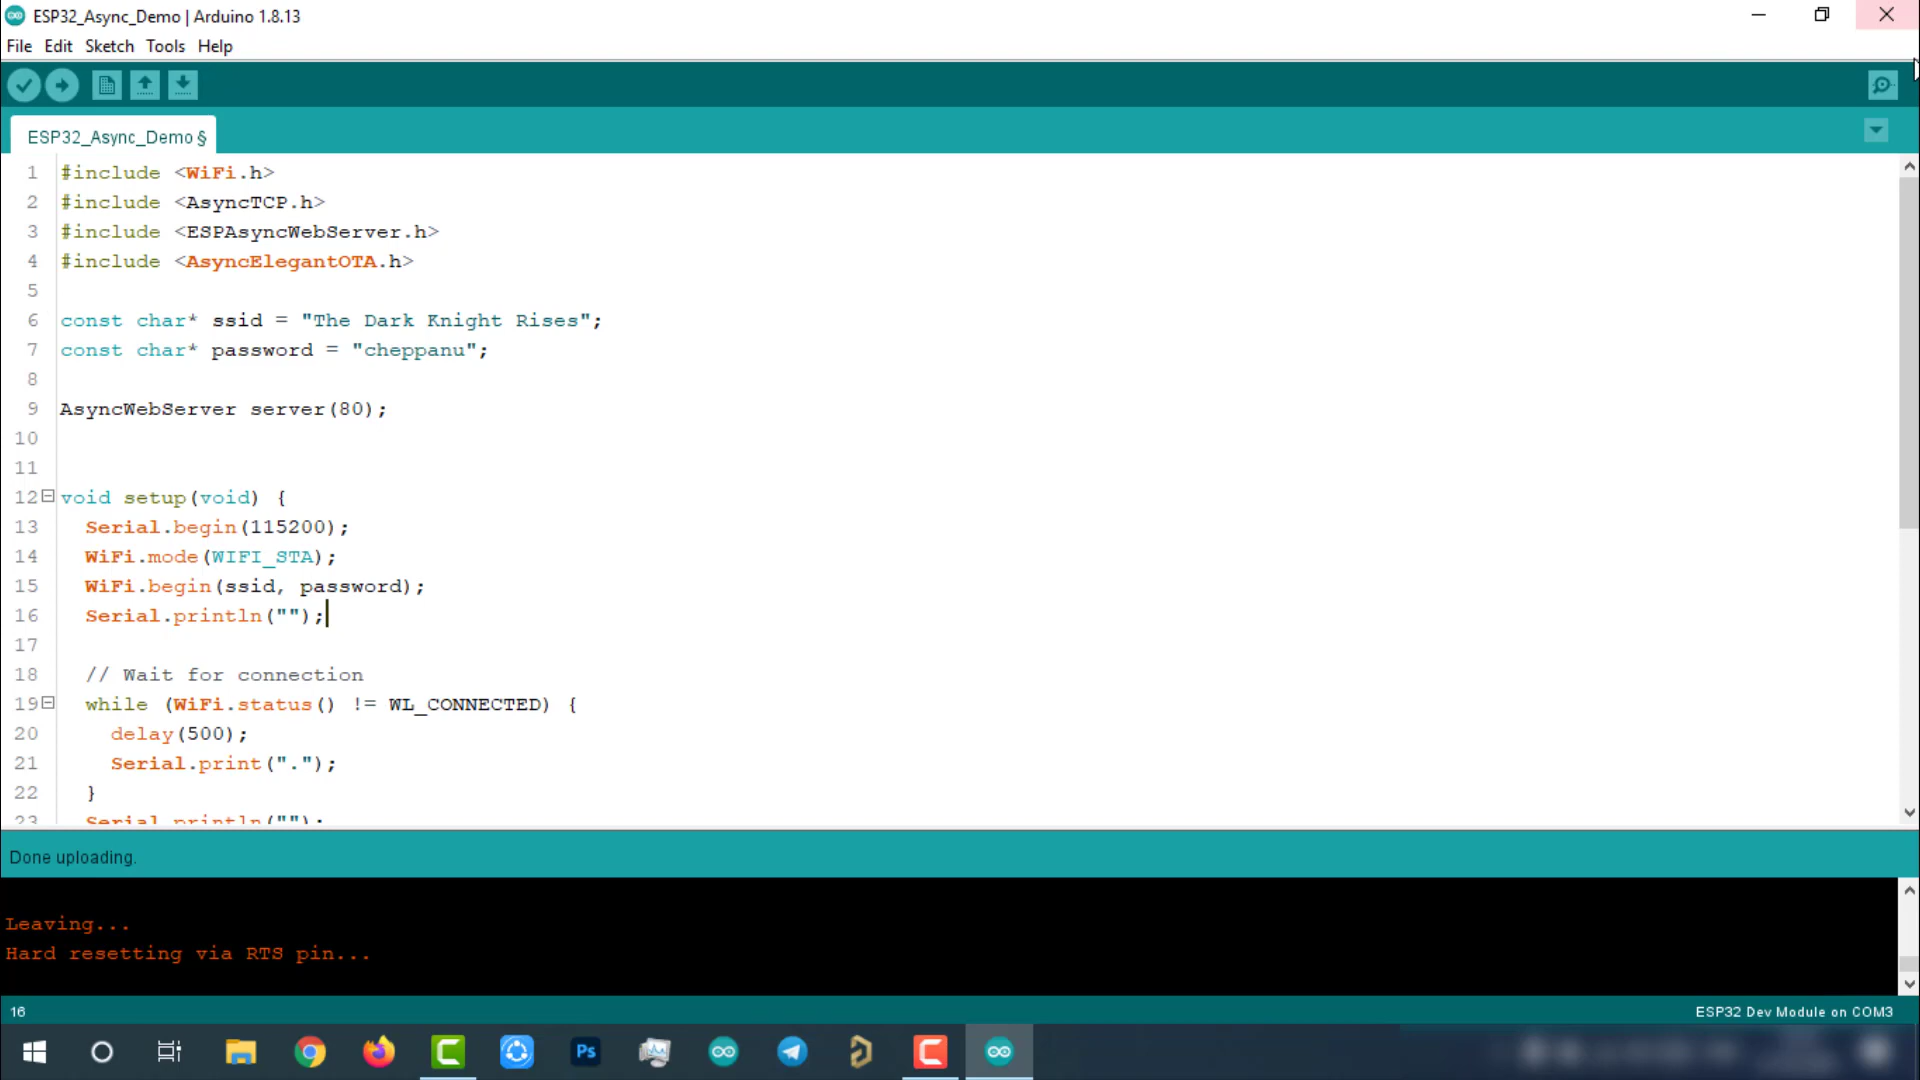 ESP32_Async_Demo | Arduino 1.8.13
File Edit Sketch Tools Help
ESP32_Async_Demo §
1 #include <WiFi.h>
2 #include <AsyncTCP.h>
3 #include <ESPAsyncWebServer.h>
4 #include <AsyncElegantOTA.h>
5
6 const char* ssid = "The Dark Knight Rises";
7 const char* password = "cheppanu";
8
9 AsyncWebServer server(80);
10
11
12 void setup(void) {
13 Serial.begin(115200);
14 WiFi.mode(WIFI_STA);
15 WiFi.begin(ssid, password);
16 Serial.println("");
17
18 // Wait for connection
19 while (WiFi.status() != WL_CONNECTED) {
20 delay(500);
21 Serial.print(".");
22 }
23 Serial.println("");
Done uploading.
Leaving...
Hard resetting via RTS pin...
16 ESP32 Dev Module on COM3
Ps